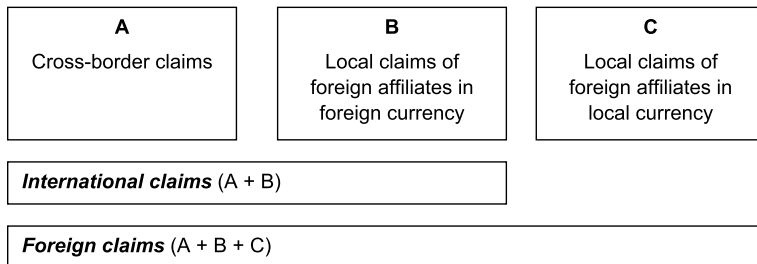 A
Cross-border claims
B
Local claims of
foreign affiliates in
foreign currency
C
Local claims of
foreign affiliates in
local currency
International claims (A + B)
Foreign claims (A + B + C)